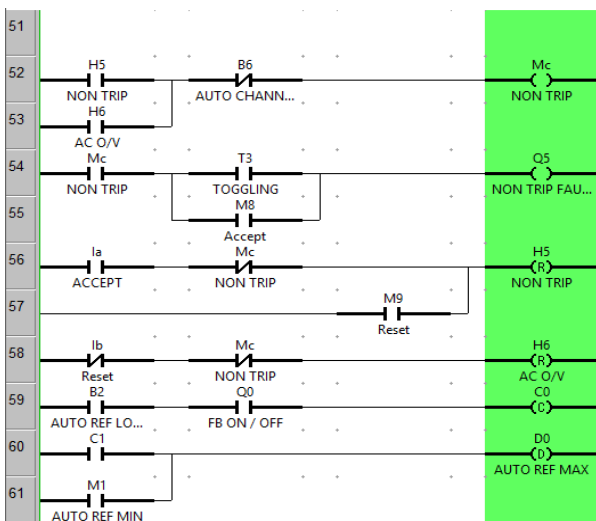 51
52 H5 B6 Mc
NON TRIP AUTO CHANN... NON TRIP
53 H6
AC O/V
54 Mc T3 Q5
NON TRIP TOGGLING NON TRIP FAU...
55 M8
Accept
56 Ia Mc H5
R
ACCEPT NON TRIP NON TRIP
57 M9
Reset
58 Ib Mc H6
R
Reset NON TRIP AC O/V
59 B2 Q0 C0
C
AUTO REF LO... FB ON / OFF
60 C1 D0
D
AUTO REF MAX
61 M1
AUTO REF MIN